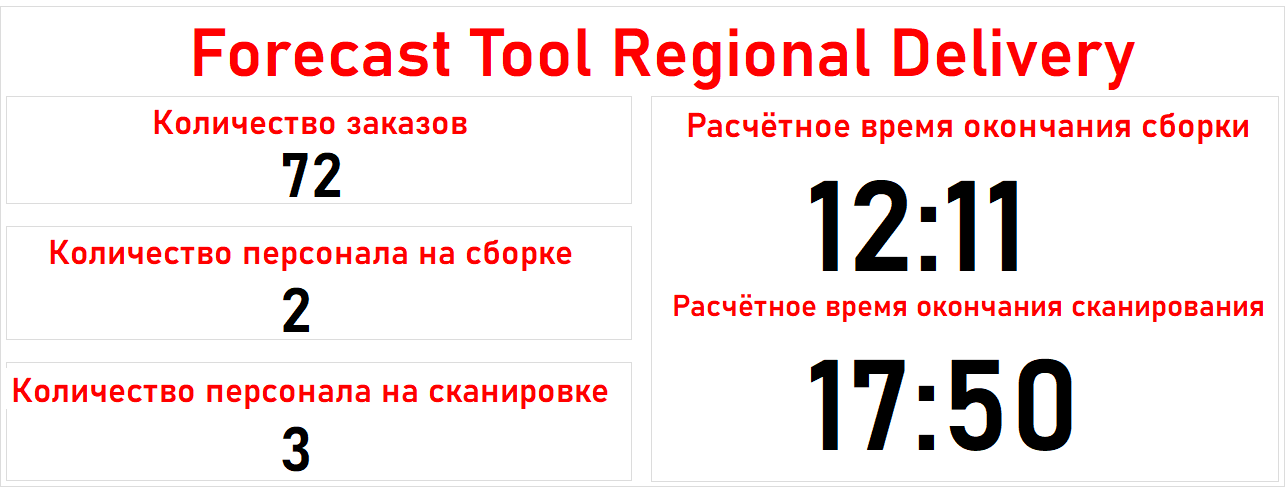 Forecast Tool Regional Delivery
Количество заказов
72
Количество персонала на сборке
2
Количество персонала на сканировке
3
Расчётное время окончания сборки
12:11
Расчётное время окончания сканирования
17:50